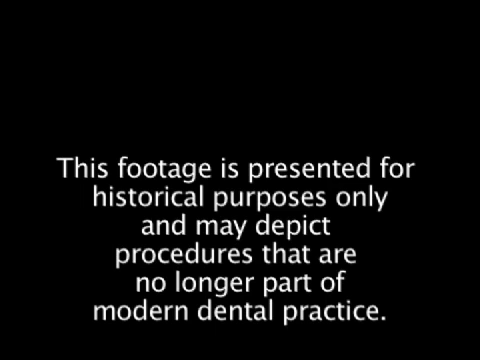 This footage is presented for
historical purposes only
and may depict
procedures that are
no longer part of
modern dental practice.